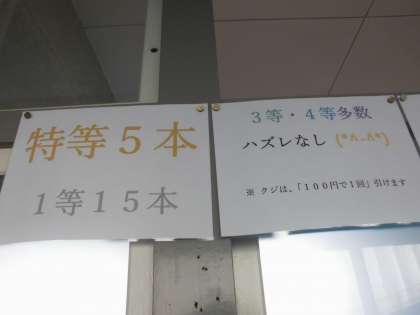 特等５本
１等１５本
３等・４等多数
ハズレなし (*^-^*)
※ クジは、「１００円で１回」引けます